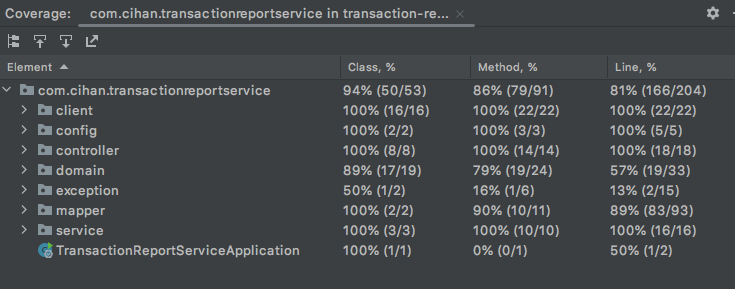 Coverage: com.cihan.transactionreportservice in transaction-re...
Element Class, % Method, % Line, %
com.cihan.transactionreportservice 94% (50/53) 86% (79/91) 81% (166/204)
client 100% (16/16) 100% (22/22) 100% (22/22)
config 100% (2/2) 100% (3/3) 100% (5/5)
controller 100% (8/8) 100% (14/14) 100% (18/18)
domain 89% (17/19) 79% (19/24) 57% (19/33)
exception 50% (1/2) 16% (1/6) 13% (2/15)
mapper 100% (2/2) 90% (10/11) 89% (83/93)
service 100% (3/3) 100% (10/10) 100% (16/16)
TransactionReportServiceApplication 100% (1/1) 0% (0/1) 50% (1/2)